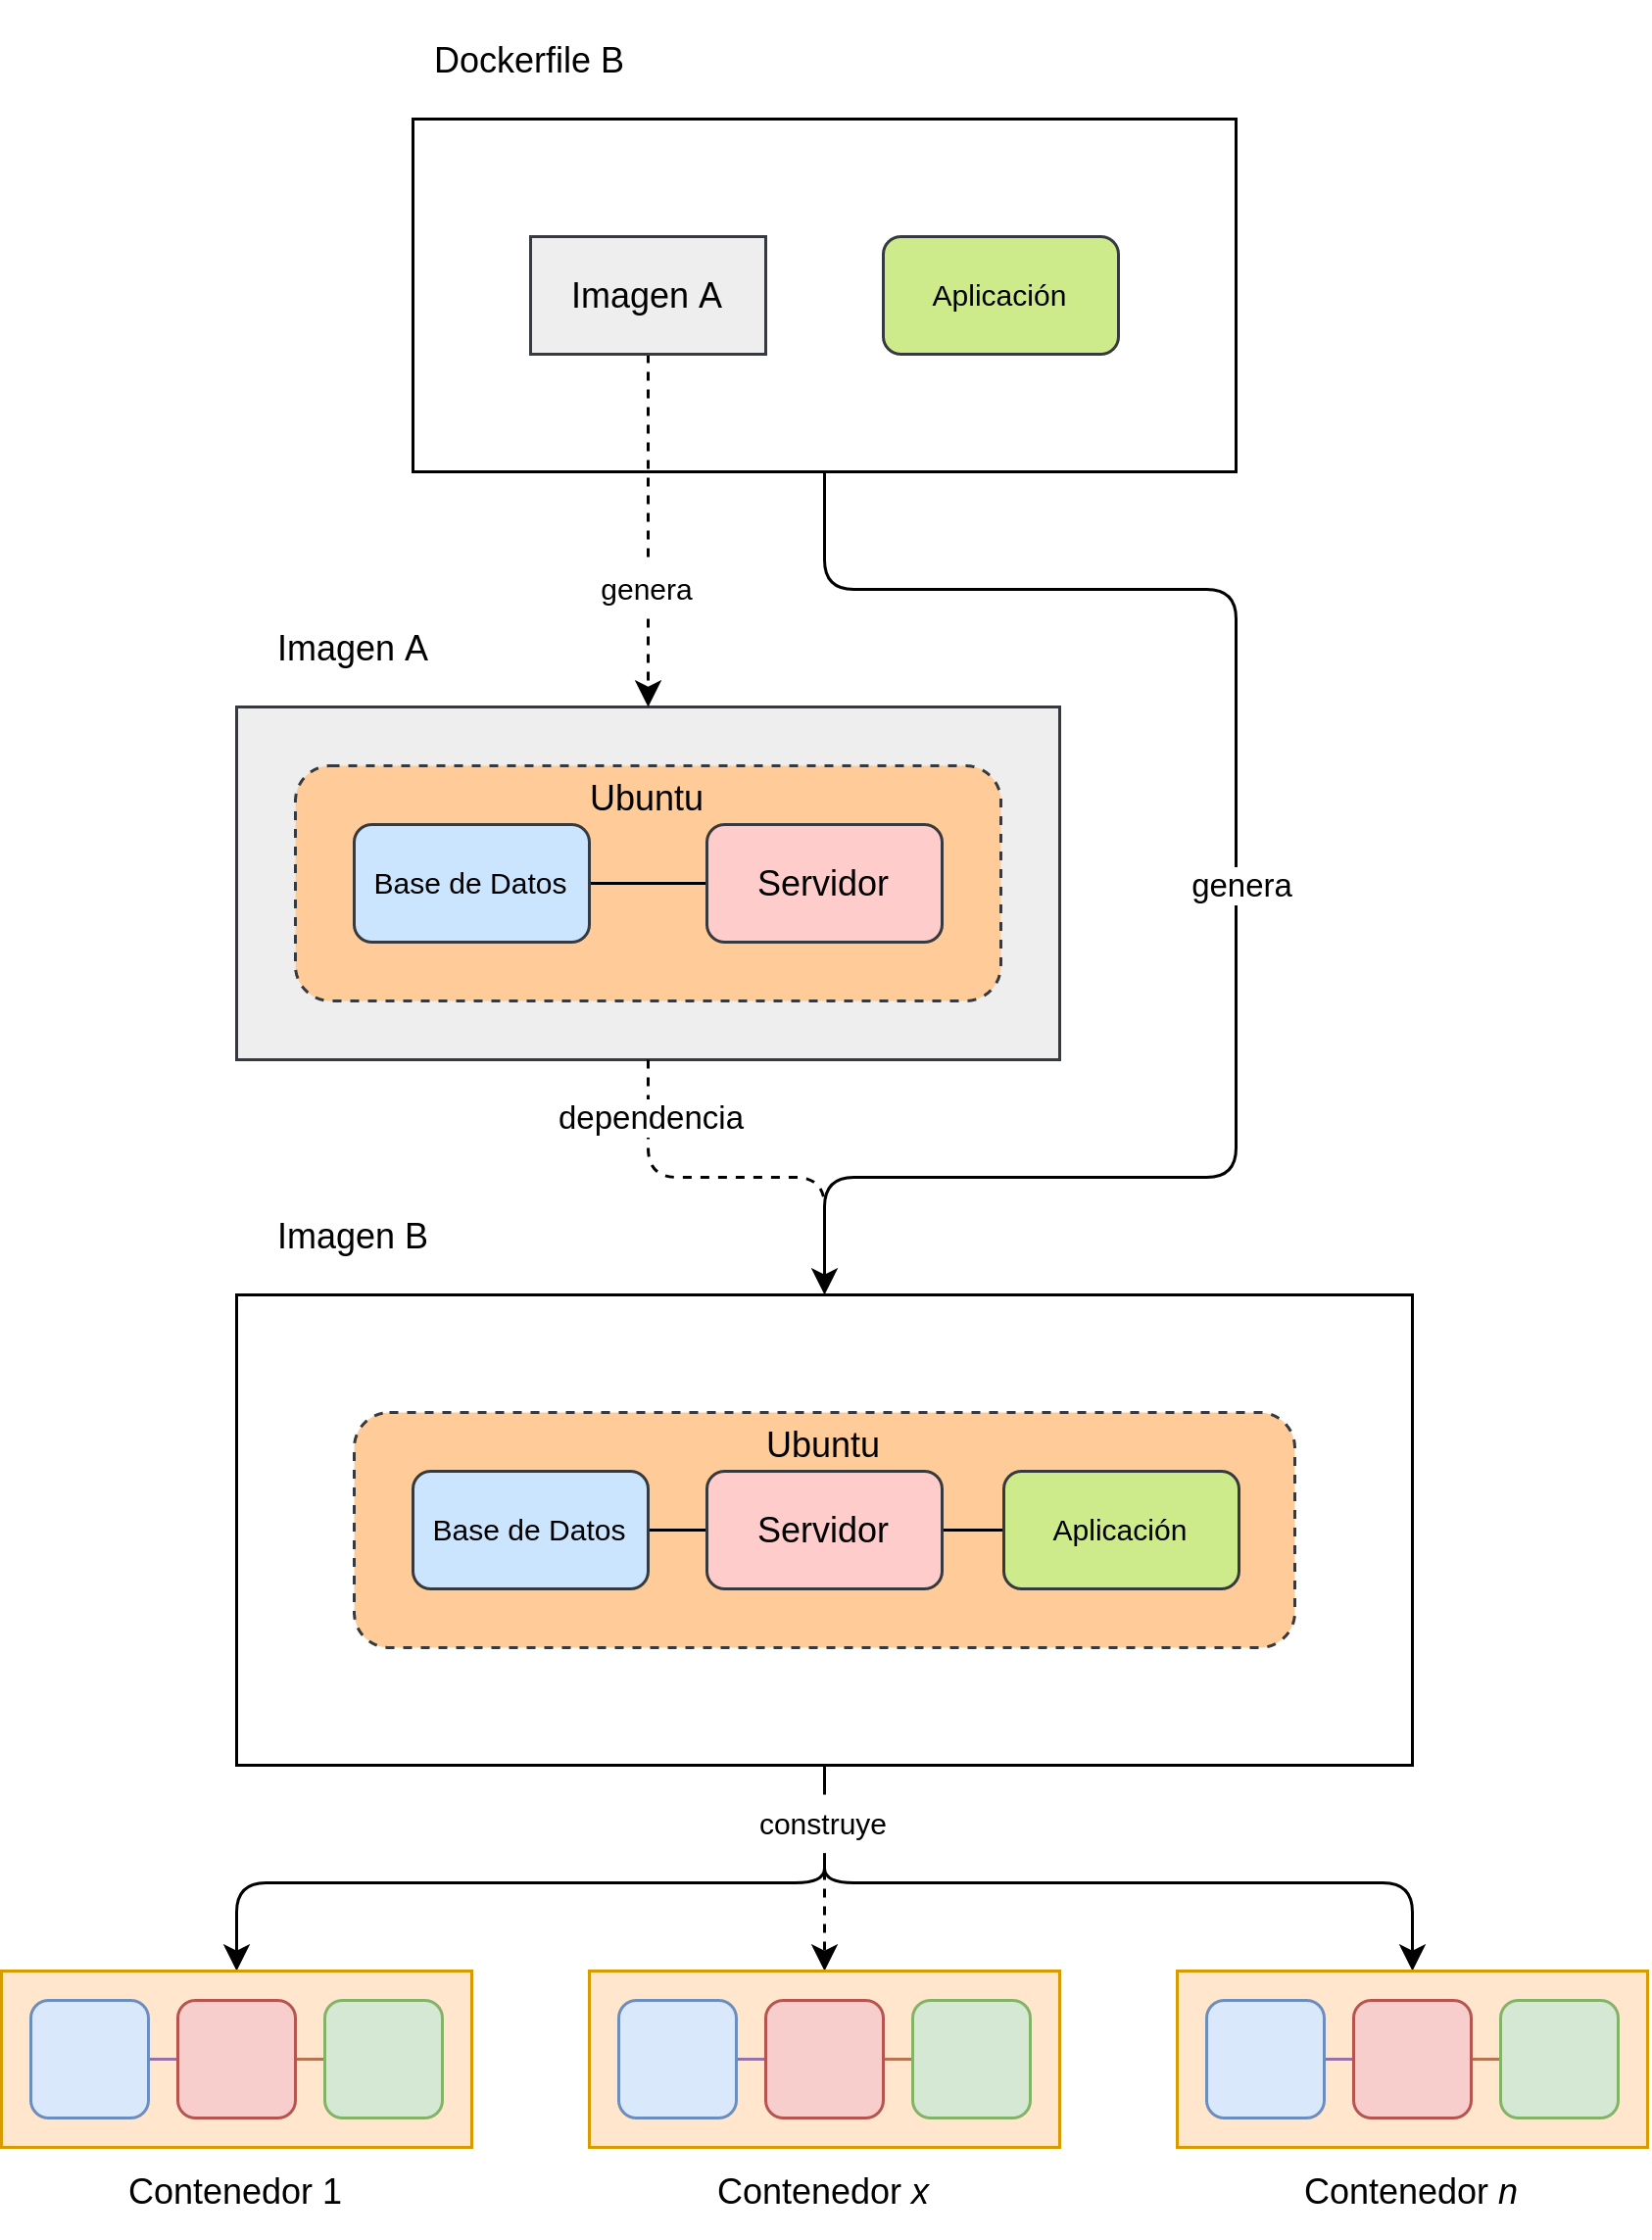 Dockerfile B
Imagen A
Aplicación
genera
Imagen A
Ubuntu
Base de Datos
Servidor
genera
dependencia
Imagen B
Ubuntu
Base de Datos
Servidor
Aplicación
construye
Contenedor 1
Contenedor x
Contenedor n